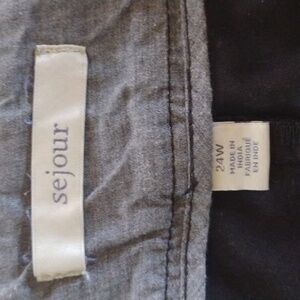 sejour
24W
MADE IN
INDIA
FABRIQUÉ
EN INDE